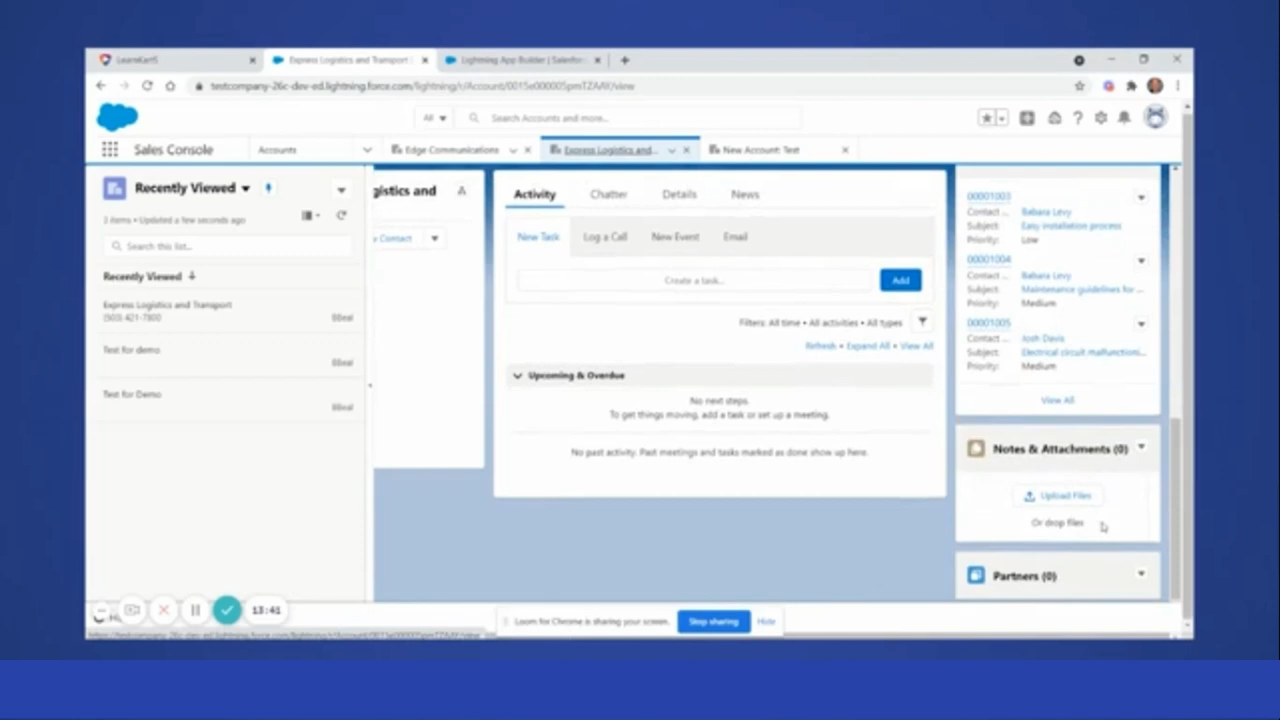 LearnKartS
Express Logistics and Transport |
Lightning App Builder | Salesfor
testcompany-26c-dev-ed.lightning.force.com/lightning/r/Account/0015e000005pmTZAAY/view
All
Search Accounts and more...
Sales Console
Accounts
Edge Communications
Express Logistics and...
New Account: Test
Recently Viewed
3 items • Updated a few seconds ago
Search this list...
Recently Viewed
Express Logistics and Transport
(503) 421-7800
BBeal
Test for demo
BBeal
Test for Demo
BBeal
gistics and
Contact
Activity
Chatter
Details
News
New Task
Log a Call
New Event
Email
Create a task...
Add
Filters: All time • All activities • All types
Refresh • Expand All • View All
Upcoming & Overdue
No next steps.
To get things moving, add a task or set up a meeting.
No past activity. Past meetings and tasks marked as done show up here.
00001003
Contact ... Babara Levy
Subject: Easy installation process
Priority: Low
00001004
Contact ... Babara Levy
Subject: Maintenance guidelines for ...
Priority: Medium
00001005
Contact ... Josh Davis
Subject: Electrical circuit malfunctioni...
Priority: Medium
View All
Notes & Attachments (0)
Upload Files
Or drop files
Partners (0)
13:41
Loom for Chrome is sharing your screen.
Stop sharing
Hide